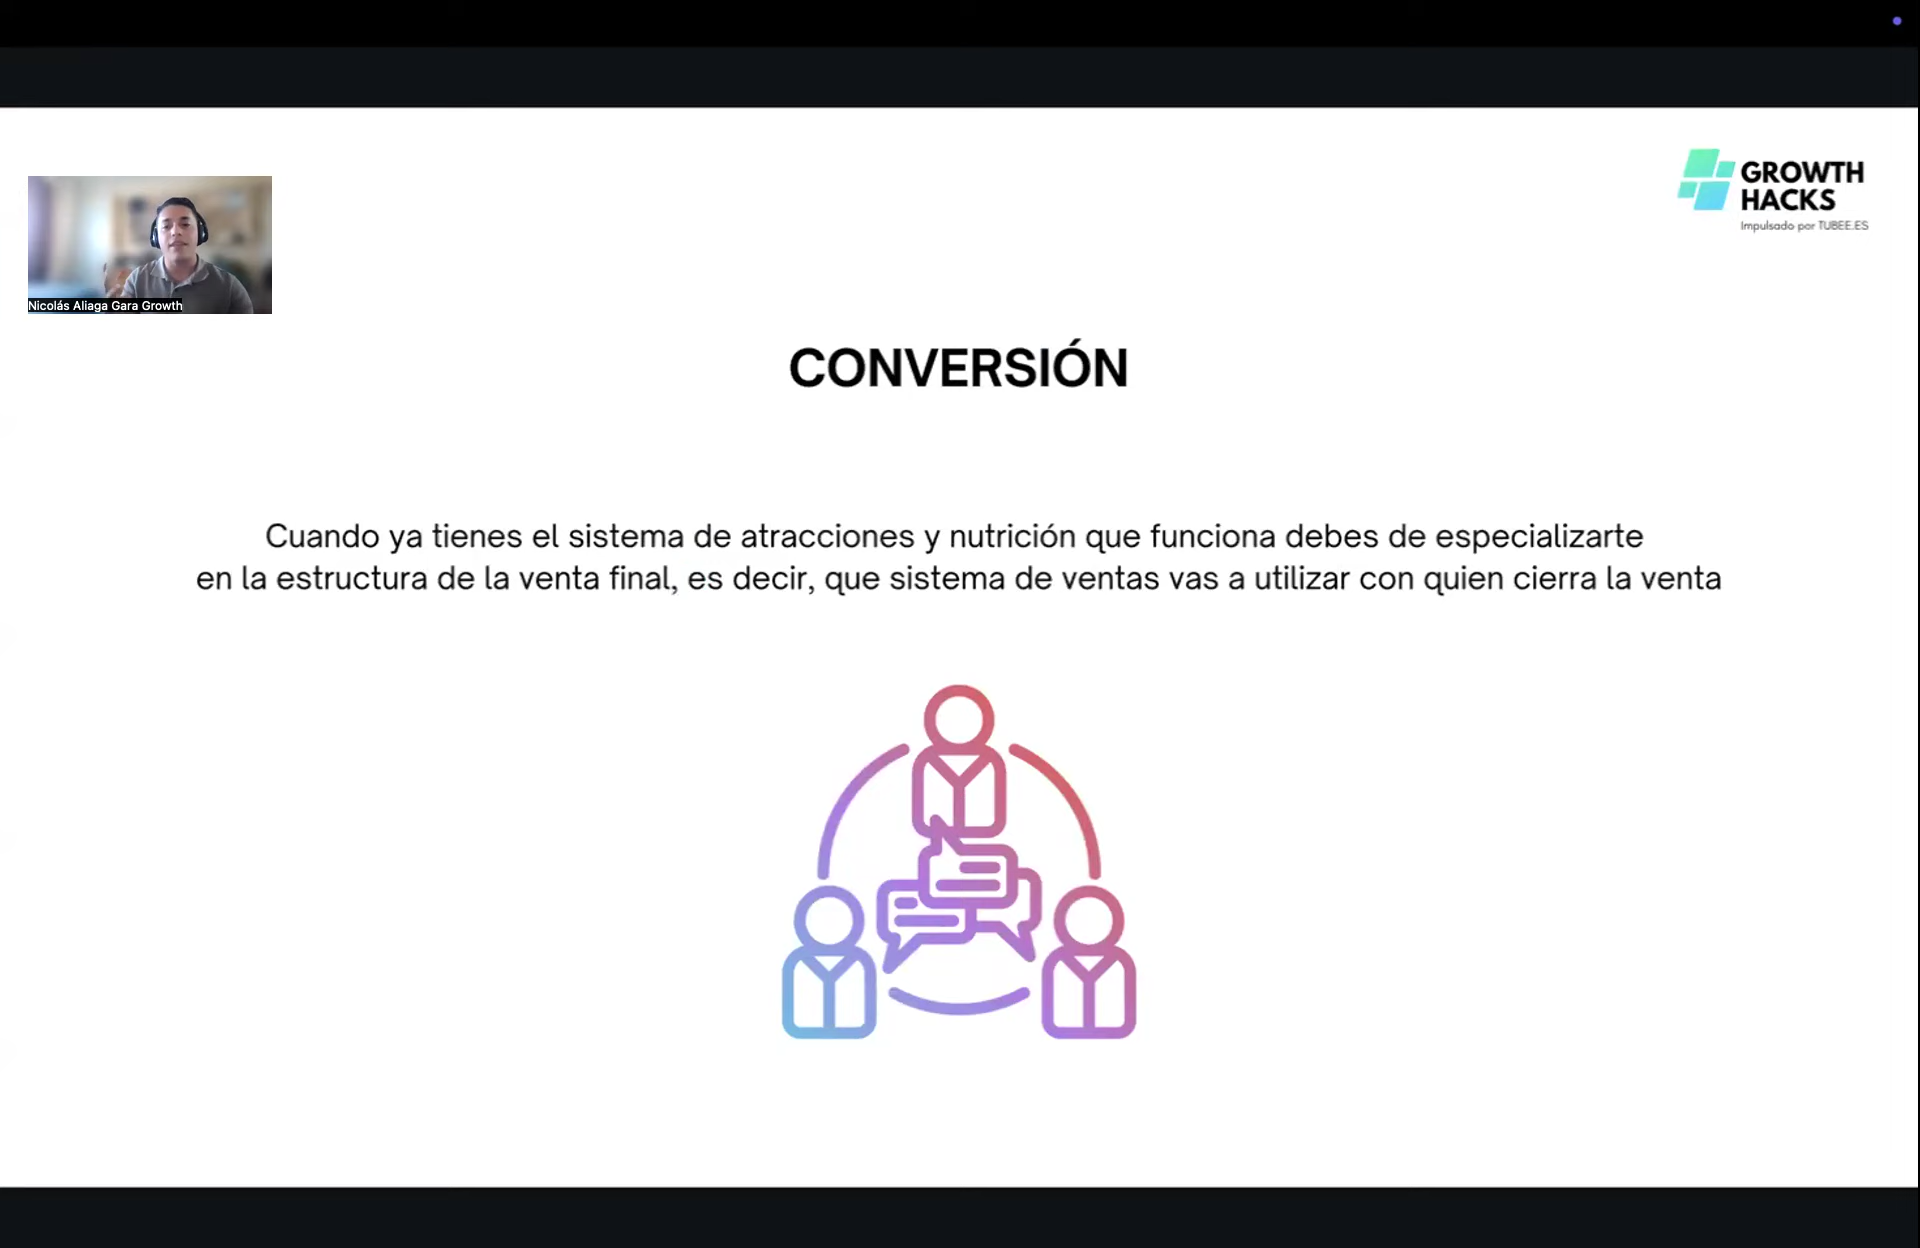 GROWTH
HACKS
Impulsado por TUBEE.ES
Nicolás Aliaga Gara Growth
CONVERSIÓN
Cuando ya tienes el sistema de atracciones y nutrición que funciona debes de especializarte
en la estructura de la venta final, es decir, que sistema de ventas vas a utilizar con quien cierra la venta